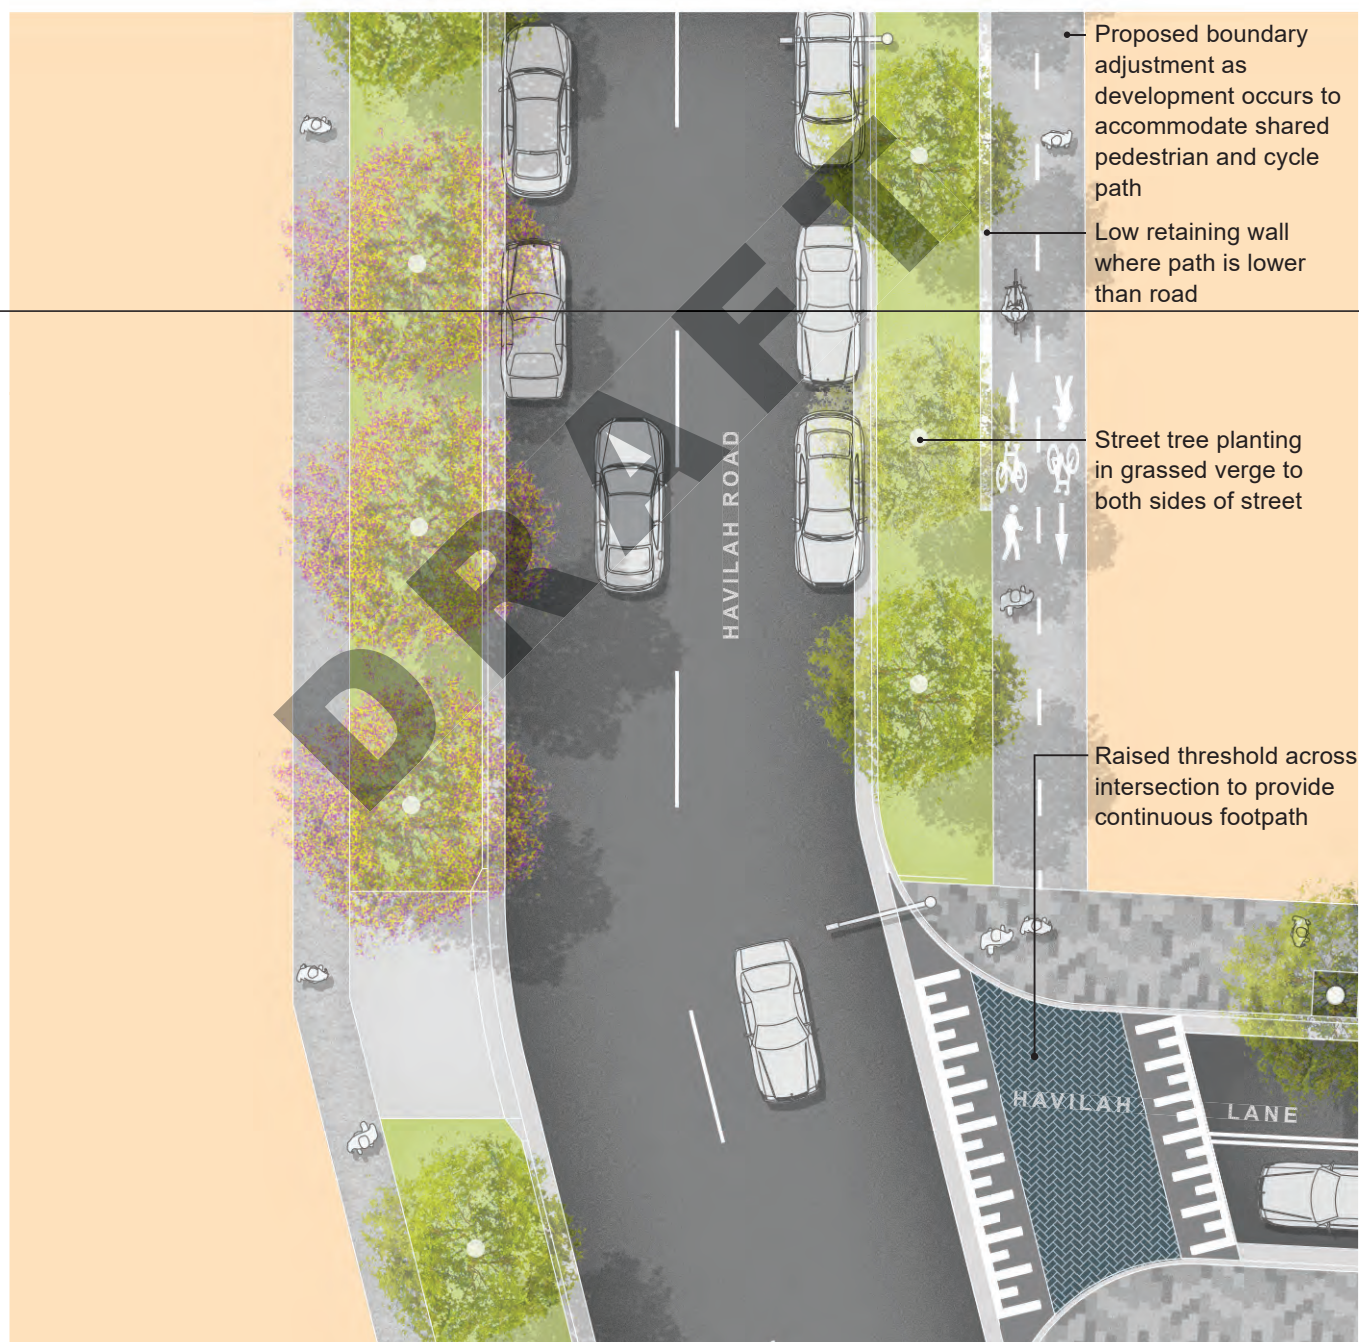 Proposed boundary
adjustment as
development occurs to
accommodate shared
pedestrian and cycle
path
Low retaining wall
where path is lower
than road
Street tree planting
in grassed verge to
both sides of street
Raised threshold across
intersection to provide
continuous footpath
DRAFT
HAVILAH ROAD
HAVILAH LANE